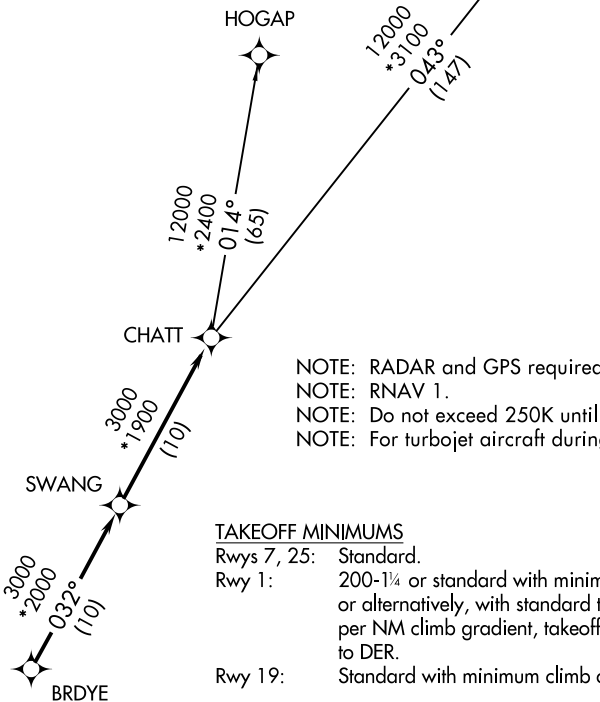 HOGAP
12000
*3100
043°
(147)
12000
*2400
014°
(65)
CHATT
NOTE: RADAR and GPS required
NOTE: RNAV 1.
NOTE: Do not exceed 250K until
NOTE: For turbojet aircraft
3000
*1900
(10)
SWANG
TAKEOFF MINIMUMS
Rwys 7, 25: Standard.
Rwy 1: 200-1¼ or standard with
or alternatively, with standard
per NM climb gradient, takeoff
to DER.
Rwy 19: Standard with minimum climb
3000
*2000
032°
(10)
BRDYE